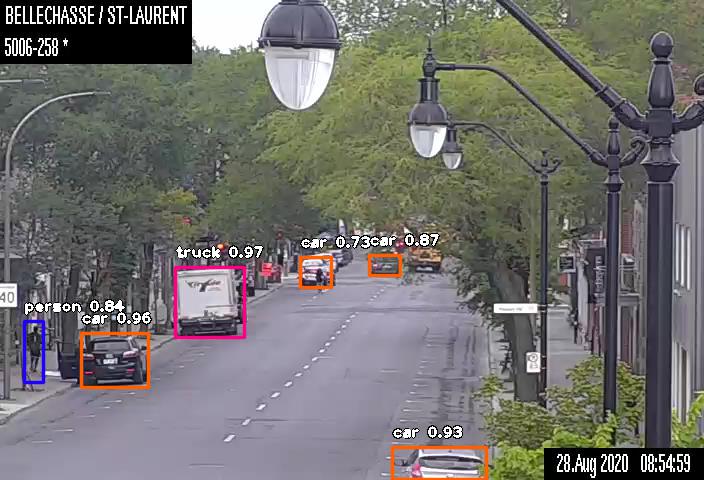 BELLECHASSE / ST-LAURENT
5006-258 *
car 0.73
car 0.87
truck 0.97
40
person 0.84
car 0.96
car 0.93
28.Aug 2020 08:54:59